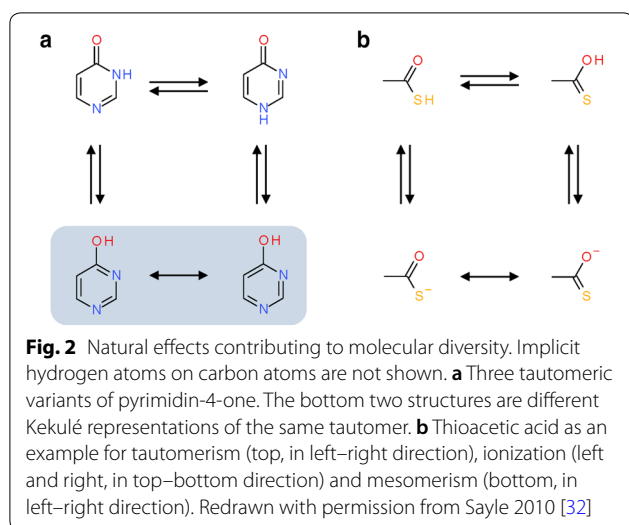 a
b
O
NH
N
O
N
N
H
O
SH
OH
S
OH
N
N
OH
N
N
O
S⁻
O⁻
S
Fig. 2 Natural effects contributing to molecular diversity. Implicit
hydrogen atoms on carbon atoms are not shown. a Three tautomeric
variants of pyrimidin-4-one. The bottom two structures are different
Kekulé representations of the same tautomer. b Thioacetic acid as an
example for tautomerism (top, in left–right direction), ionization (left
and right, in top–bottom direction) and mesomerism (bottom, in
left–right direction). Redrawn with permission from Sayle 2010 [32]